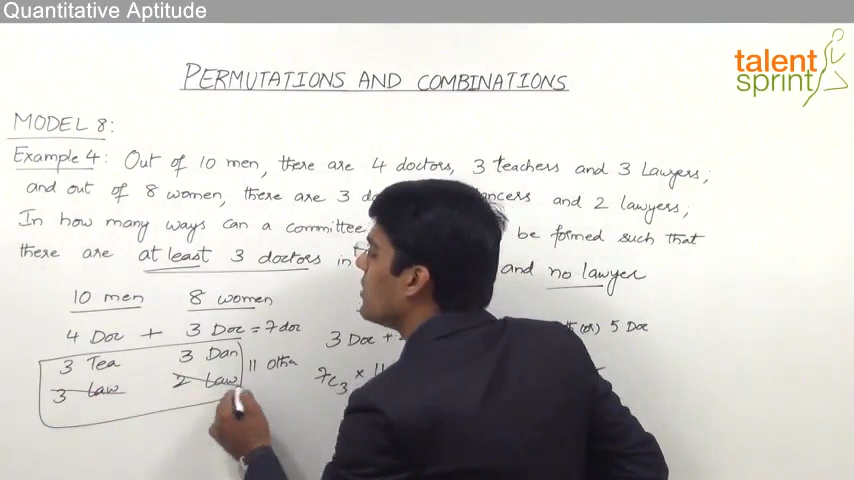 Quantitative Aptitude
talent
sprint
PERMUTATIONS AND COMBINATIONS
MODEL 8:
Example 4: Out of 10 men, there are 4 doctors, 3 teachers and 3 Lawyers;
and out of 8 women, there are 3 and 2 lawyers;
In how many ways can a committee be formed such that
there are at least 3 doctors in and no lawyer
10 men 8 women
4 Doc + 3 Doc = 7 doc
3 Doc + (or) 5 Doc
3 Tea 3 Dan 11 other
3 Law 2 Law
7C3 × 11